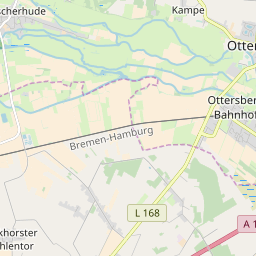 scherhude
Kampe
Otter
Ottersber
Bahnhof
Bremen-Hamburg
L 168
A 1
khorster
hlentor